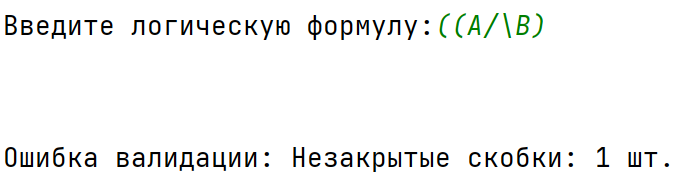 Введите логическую формулу:((A/\B)
Ошибка валидации: Незакрытые скобки: 1 шт.